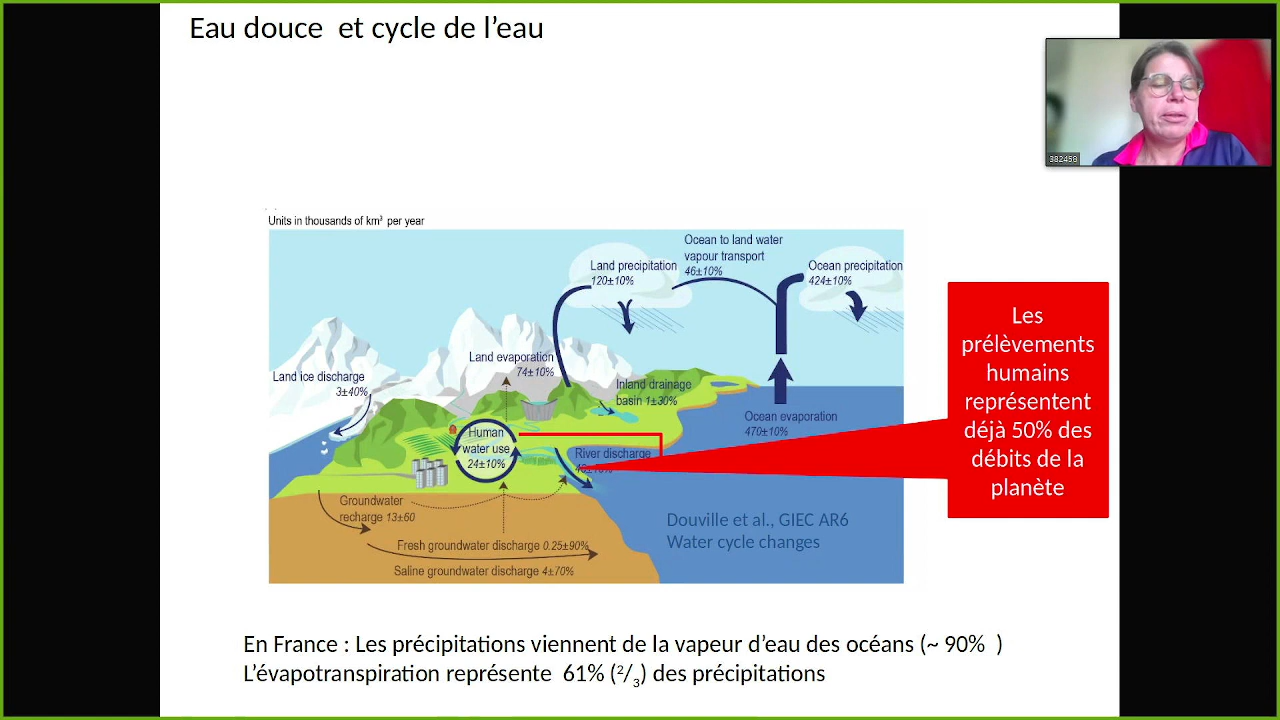 Eau douce et cycle de l’eau
382456
Units in thousands of km³ per year
Ocean to land water
vapour transport
46±10%
Land precipitation
120±10%
Ocean precipitation
424±10%
Land evaporation
74±10%
Land ice discharge
3±40%
Inland drainage
basin 1±30%
Ocean evaporation
470±10%
Human
water use
24±10%
River discharge
Groundwater
recharge 13±60
Fresh groundwater discharge 0.25±90%
Saline groundwater discharge 4±70%
Douville et al., GIEC AR6
Water cycle changes
Les
prélèvements
humains
représentent
déjà 50% des
débits de la
planète
En France : Les précipitations viennent de la vapeur d’eau des océans (~ 90% )
L’évapotranspiration représente 61% (2/3) des précipitations